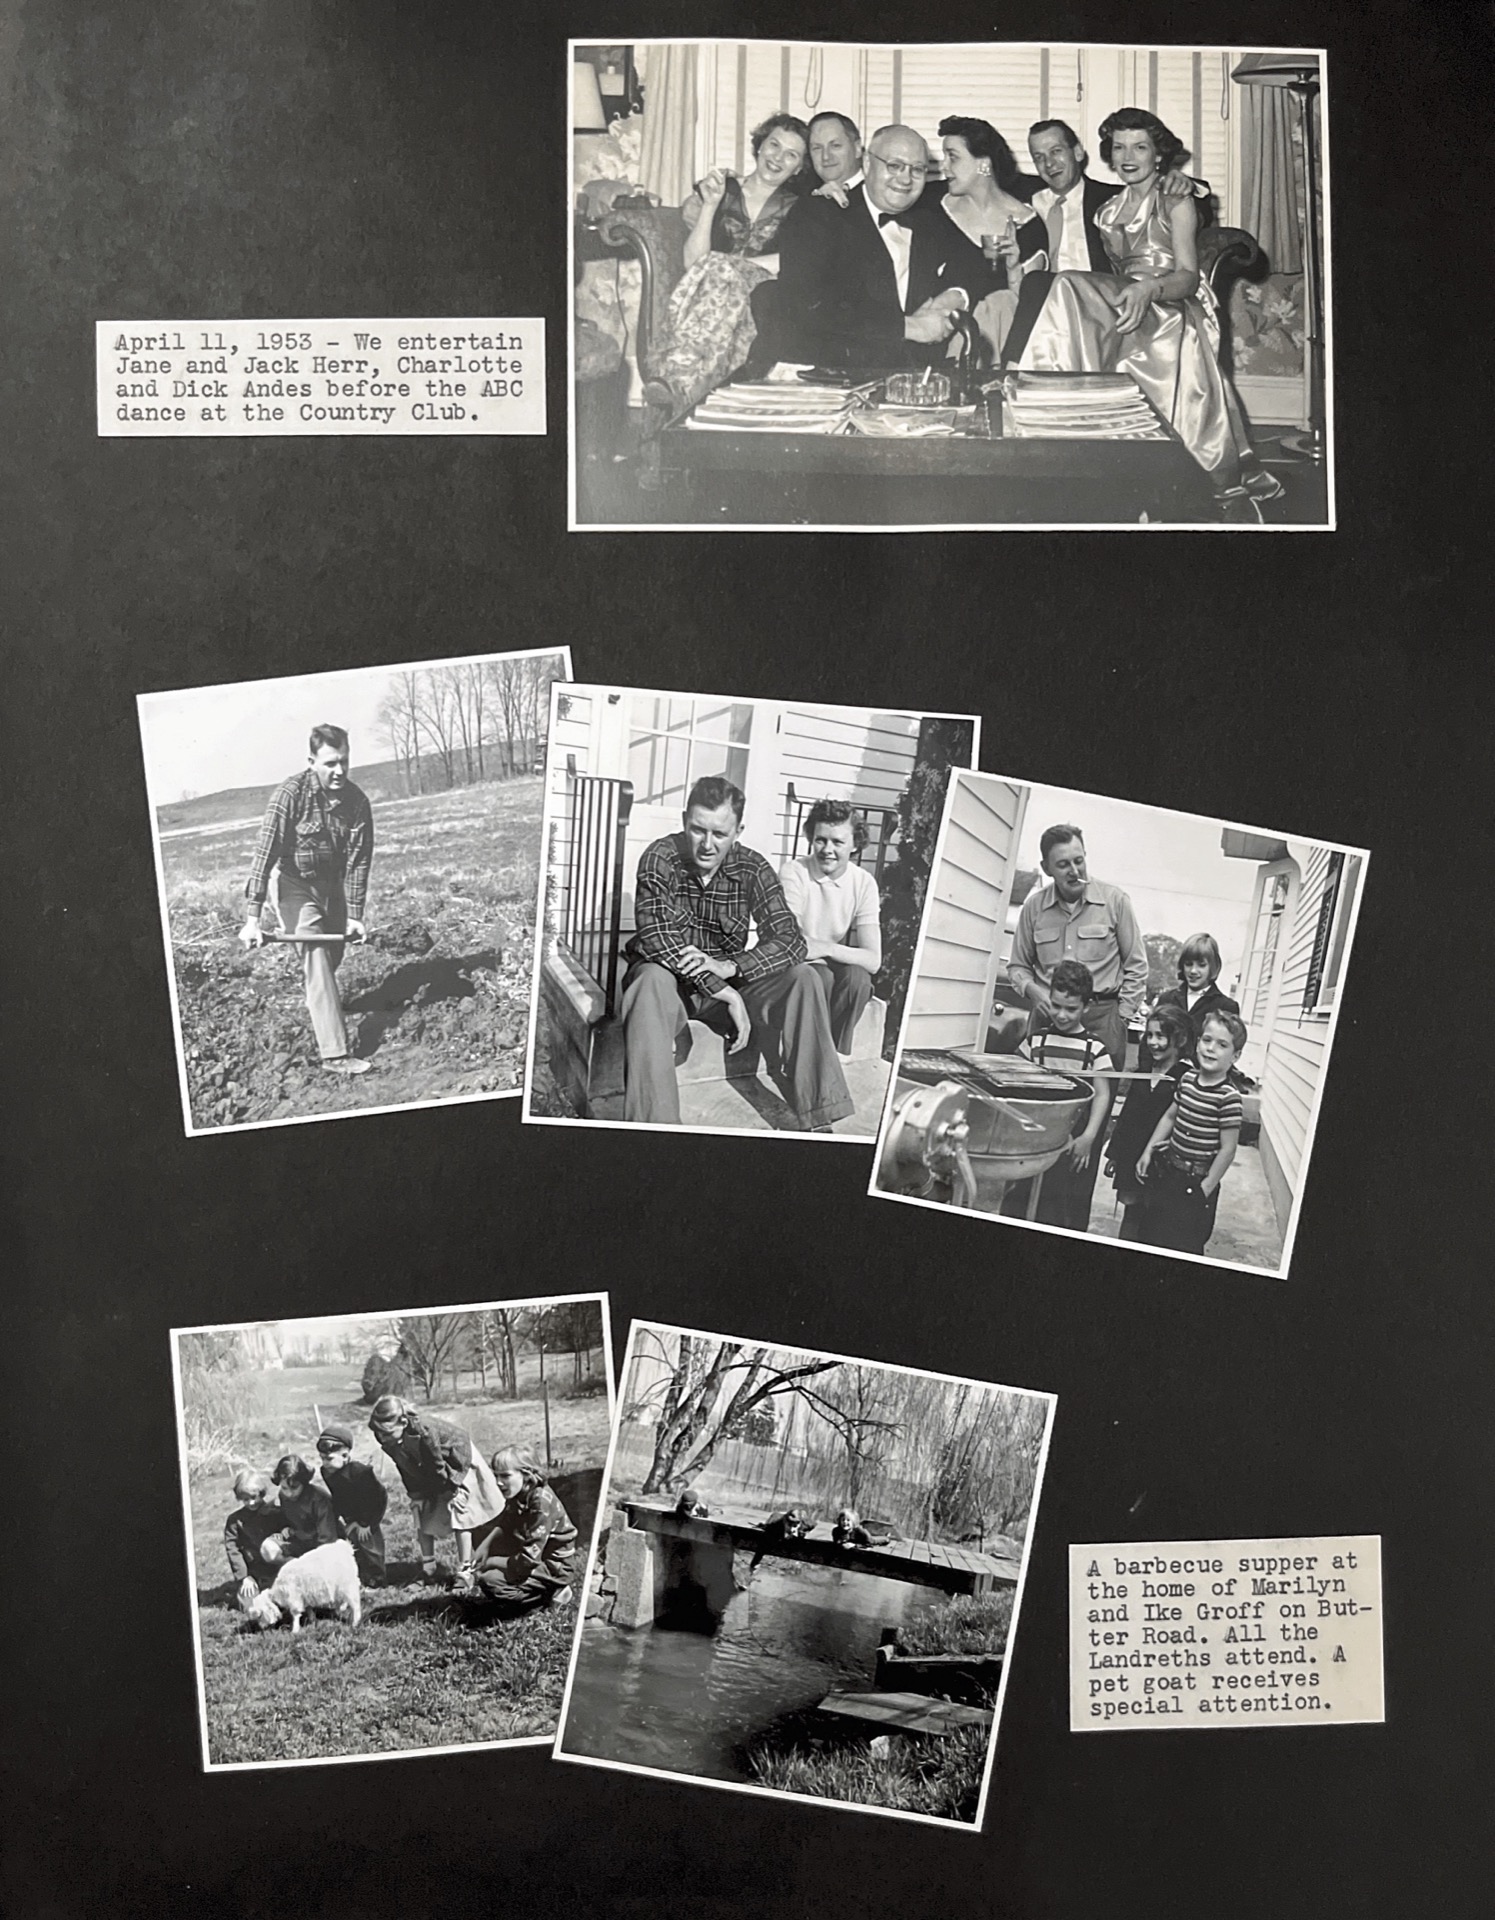 April 11, 1953 - We entertain
Jane and Jack Herr, Charlotte
and Dick Andes before the ABC
dance at the Country Club.
A barbecue supper at
the home of Marilyn
and Ike Groff on But-
ter Road. All the
Landreths attend. A
pet goat receives
special attention.